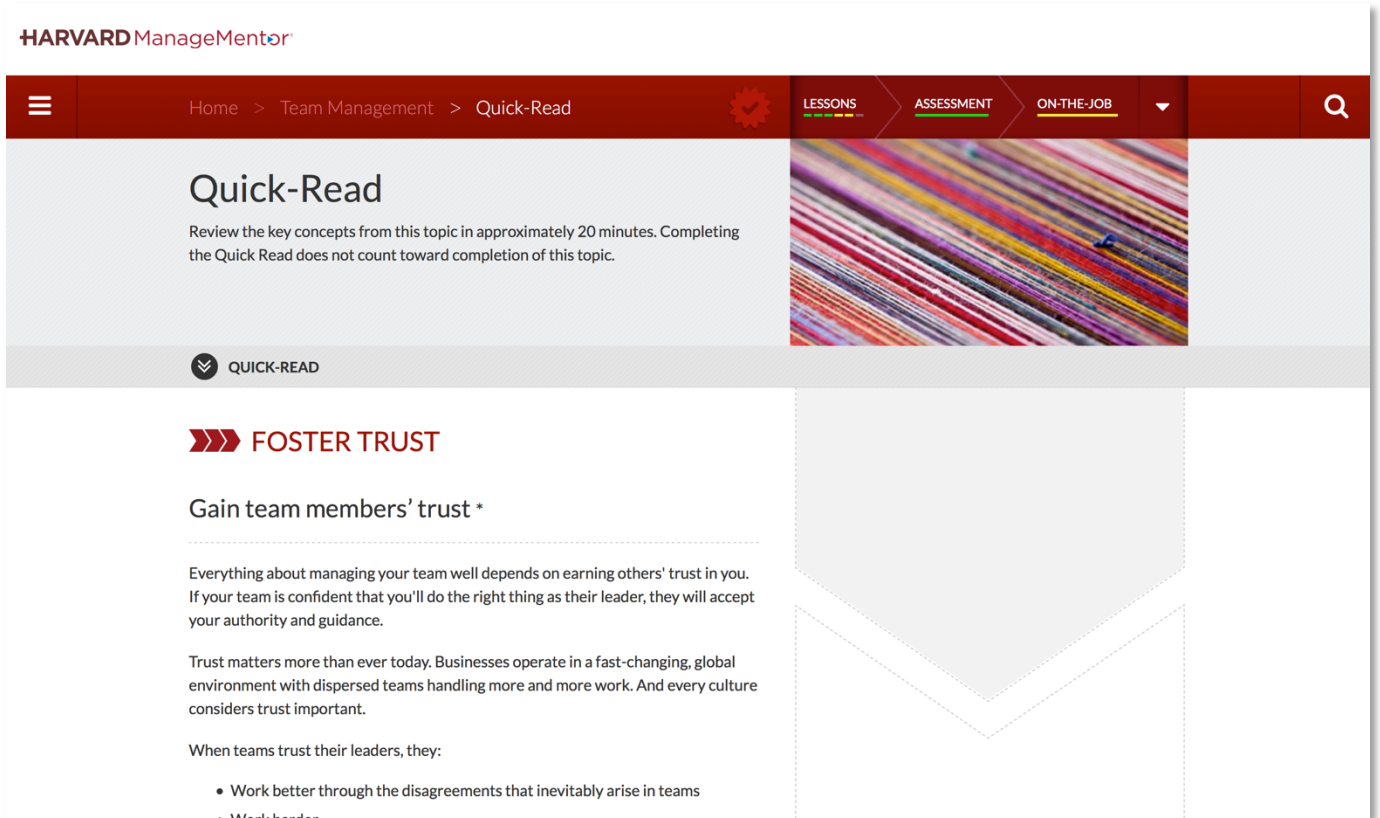 HARVARD ManageMentor
Home > Team Management > Quick-Read
LESSONS
ASSESSMENT
ON-THE-JOB
Quick-Read
Review the key concepts from this topic in approximately 20 minutes. Completing
the Quick Read does not count toward completion of this topic.
QUICK-READ
FOSTER TRUST
Gain team members' trust *
Everything about managing your team well depends on earning others' trust in you.
If your team is confident that you'll do the right thing as their leader, they will accept
your authority and guidance.
Trust matters more than ever today. Businesses operate in a fast-changing, global
environment with dispersed teams handling more and more work. And every culture
considers trust important.
When teams trust their leaders, they:
• Work better through the disagreements that inevitably arise in teams
• Work harder